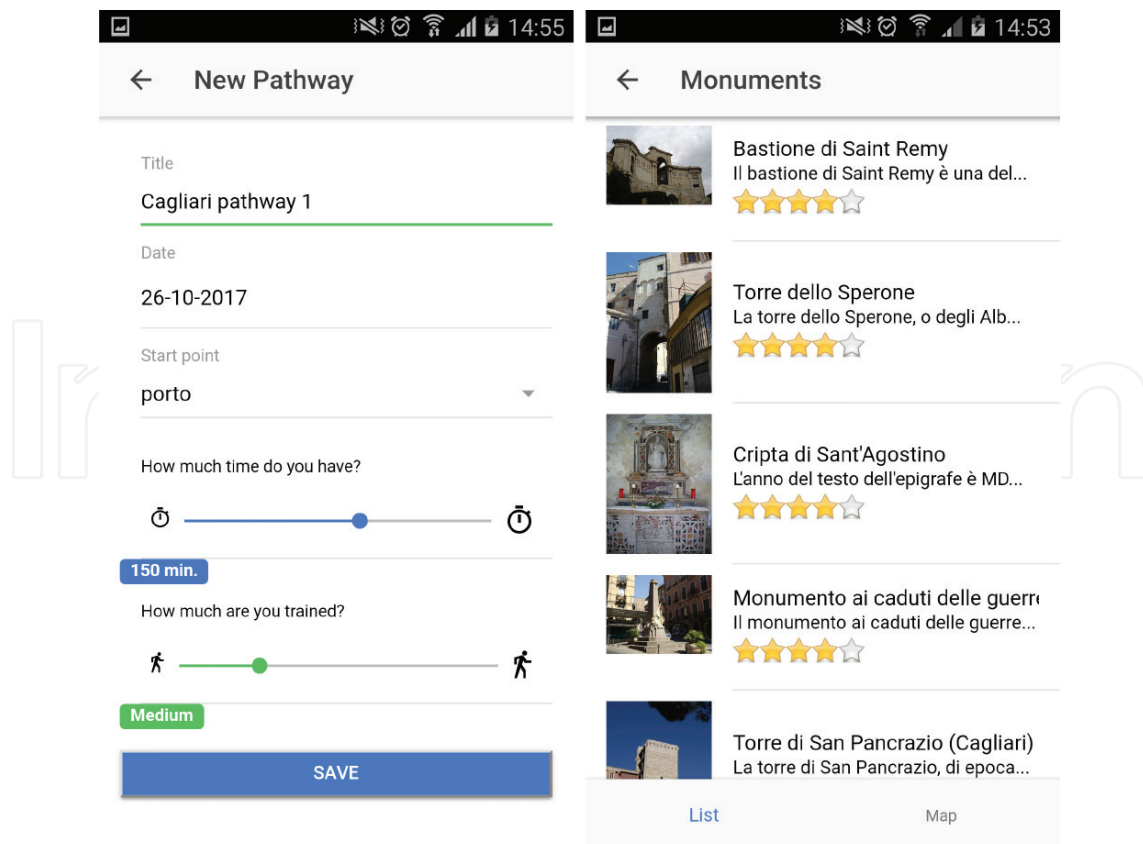 14:55
New Pathway
Title
Cagliari pathway 1
Date
26-10-2017
Start point
porto
How much time do you have?
150 min.
How much are you trained?
Medium
SAVE
14:53
Monuments
Bastione di Saint Remy
Il bastione di Saint Remy è una del...
Torre dello Sperone
La torre dello Sperone, o degli Alb...
Cripta di Sant'Agostino
L'anno del testo dell'epigrafe è MD...
Monumento ai caduti delle guerre
Il monumento ai caduti delle guerre...
Torre di San Pancrazio (Cagliari)
La torre di San Pancrazio, di epoca...
List
Map